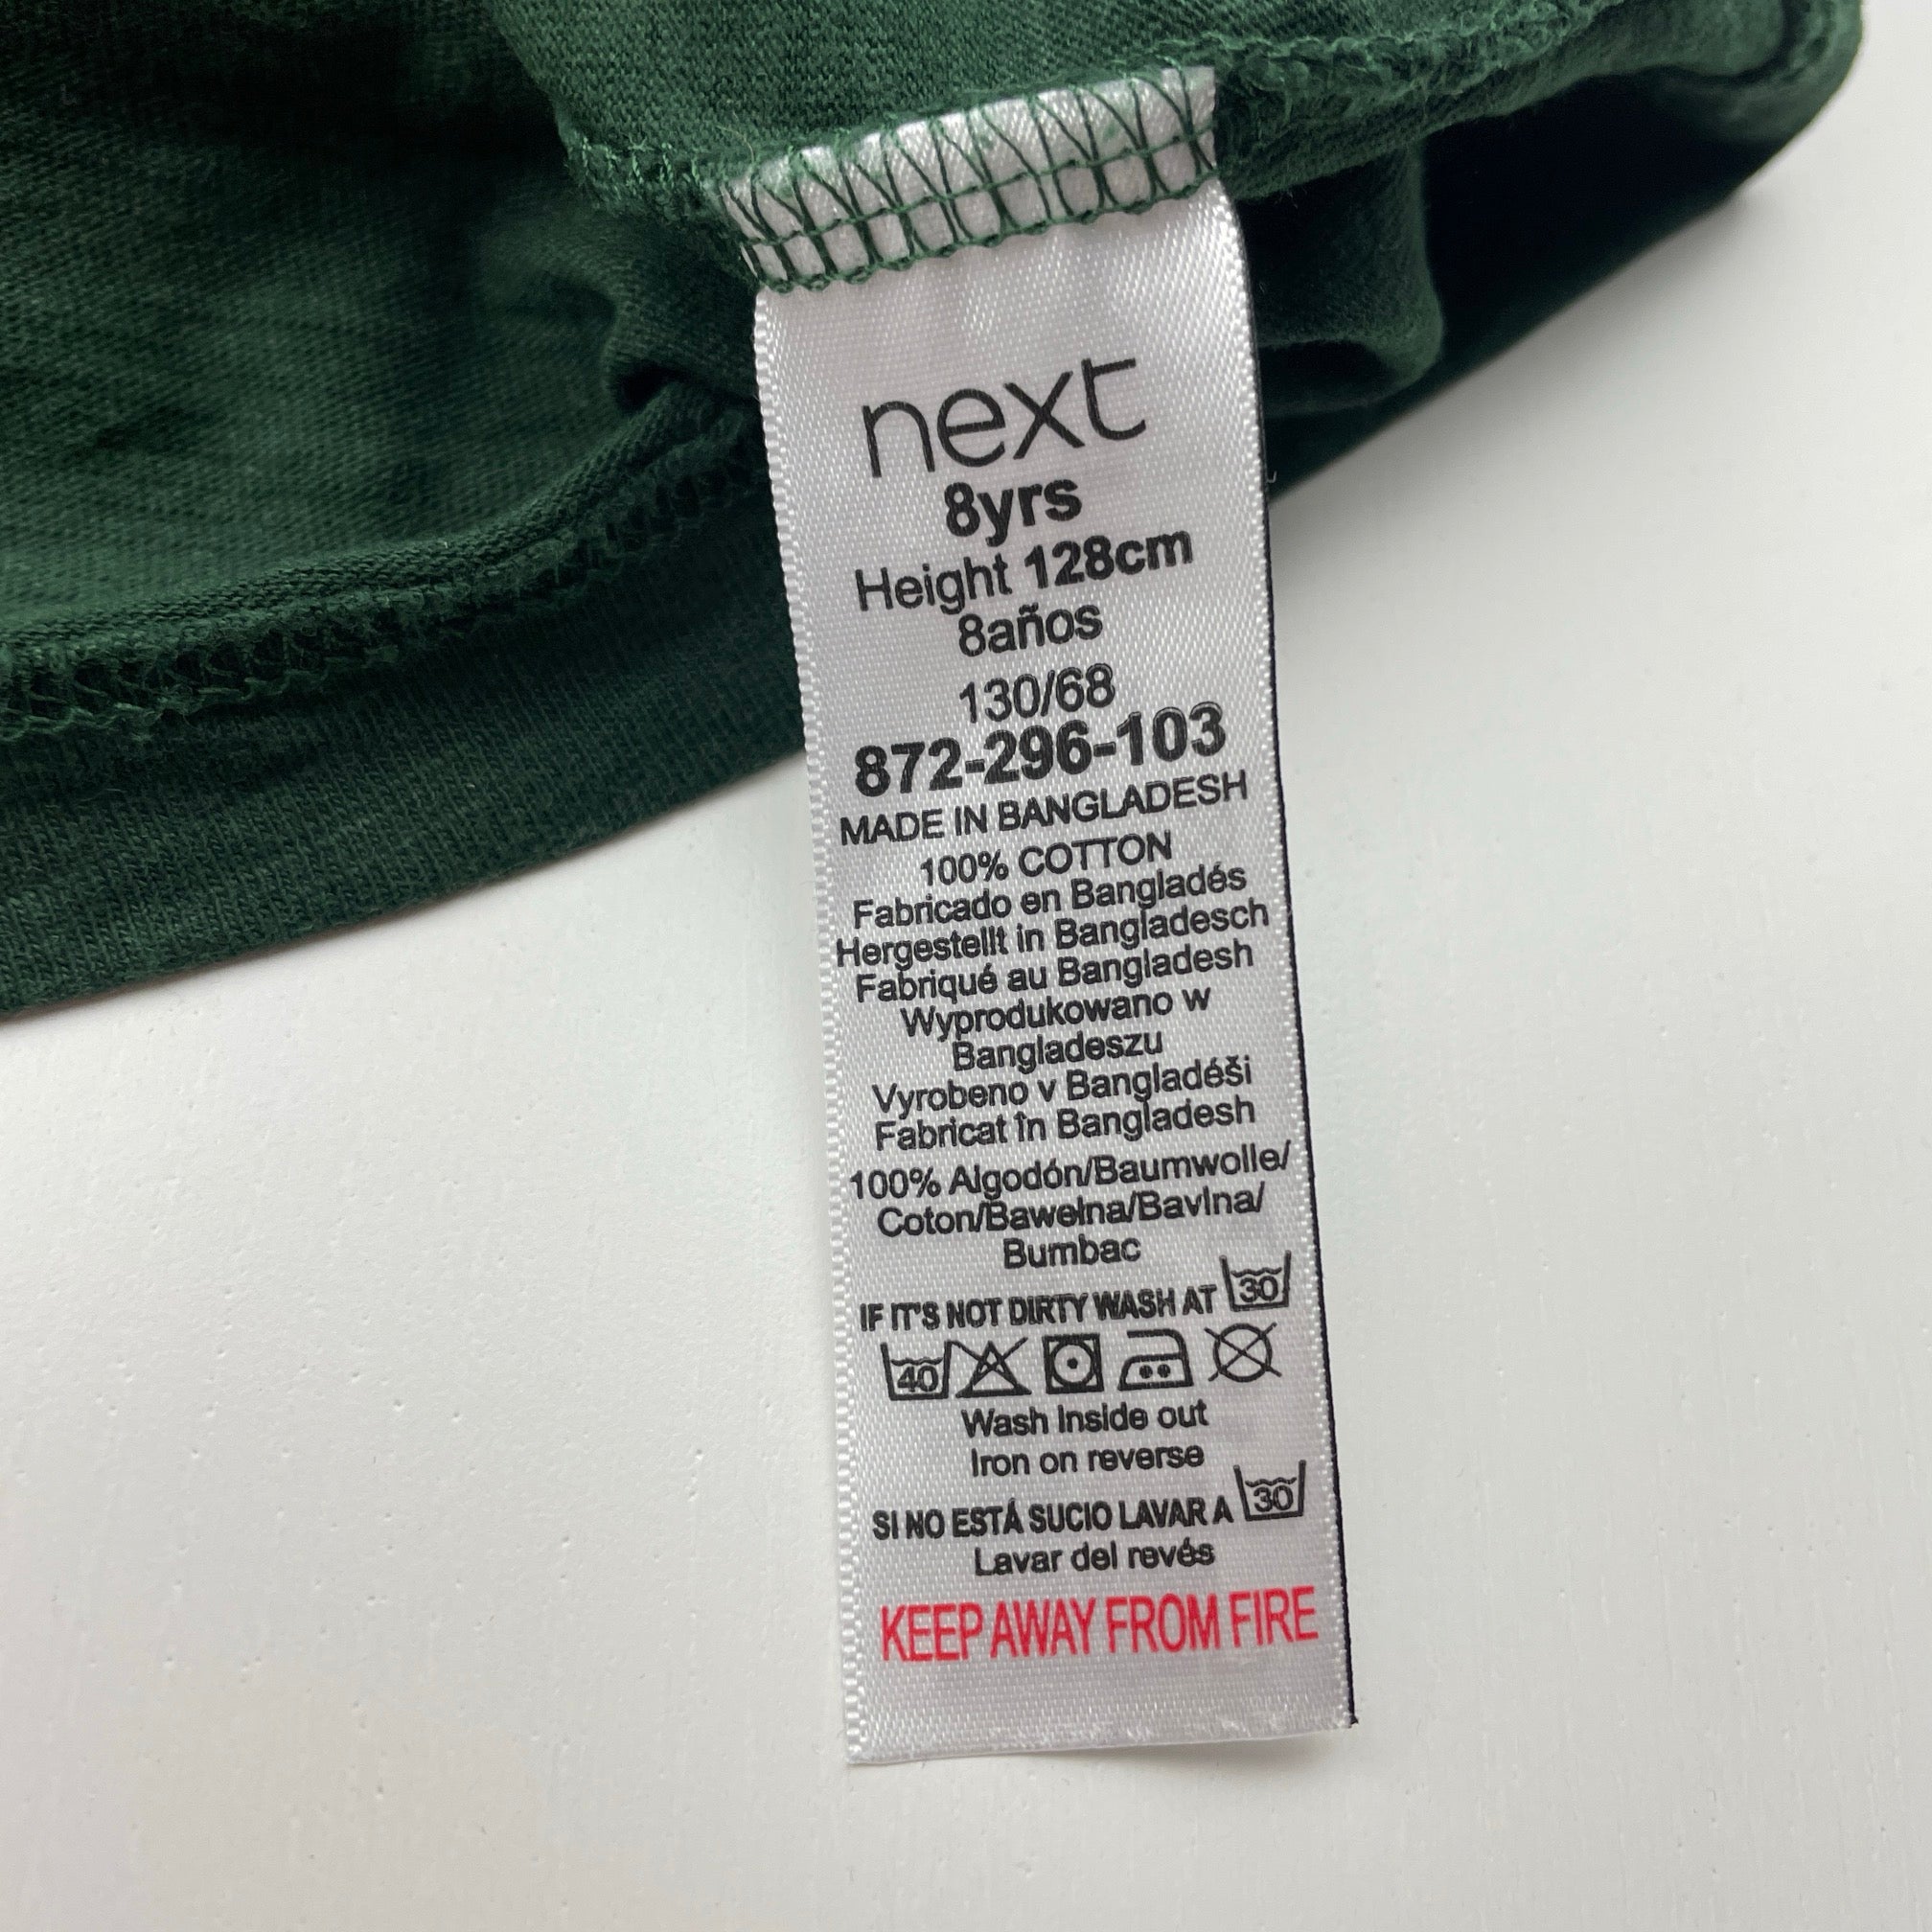 next
8yrs
Height 128cm
8años
130/68
872-296-103
MADE IN BANGLADESH
100% COTTON
Fabricado en Bangladés
Hergestellt in Bangladesch
Fabriqué au Bangladesh
Wyprodukowano w
Bangladeszu
Vyrobeno v Bangladéši
Fabricat în Bangladesh
100% Algodón/Baumwolle/
Coton/Bawełna/Bavlna/
Bumbac
IF IT'S NOT DIRTY WASH AT 30
40
Wash inside out
Iron on reverse
SI NO ESTÁ SUCIO LAVAR A 30
Lavar del revés
KEEP AWAY FROM FIRE